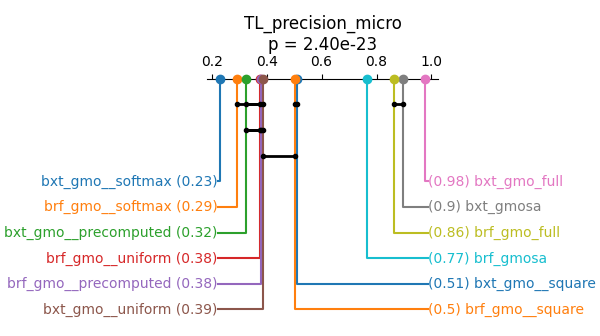 TL_precision_micro
p = 2.40e-23
0.2 0.4 0.6 0.8 1.0
bxt_gmo__softmax (0.23) (0.98) bxt_gmo_full
brf_gmo__softmax (0.29) (0.9) bxt_gmosa
bxt_gmo__precomputed (0.32) (0.86) brf_gmo_full
brf_gmo__uniform (0.38) (0.77) brf_gmosa
brf_gmo__precomputed (0.38) (0.51) bxt_gmo__square
bxt_gmo__uniform (0.39) (0.5) brf_gmo__square